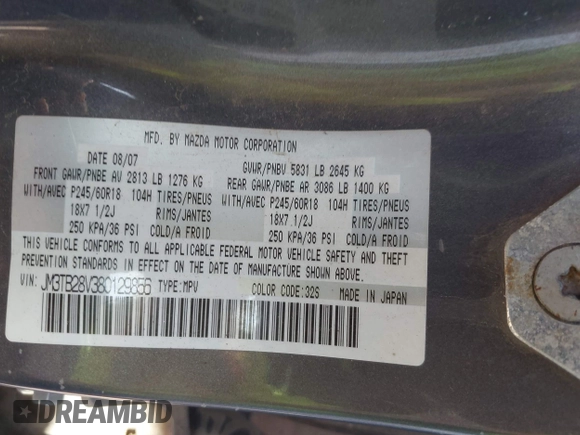 MFD. BY MAZDA MOTOR CORPORATION
DATE 08/07 GVWR/PNBV 5831 LB 2645 KG
FRONT GAWR/PNBE AV 2813 LB 1276 KG REAR GAWR/PNBE AR 3086 LB 1400 KG
WITH/AVEC P245/60R18 104H TIRES/PNEUS WITH/AVEC P245/60R18 104H TIRES/PNEUS
18X7 1/2J RIMS/JANTES 18X7 1/2J RIMS/JANTES
250 KPA/36 PSI COLD/A FROID 250 KPA/36 PSI COLD/A FROID
THIS VEHICLE CONFORMS TO ALL APPLICABLE FEDERAL MOTOR VEHICLE SAFETY AND THEFT
PREVENTION STANDARDS IN EFFECT ON THE DATE OF MANUFACTURE SHOWN ABOVE.
VIN: JM3TB28V380129866 TYPE:MPV COLOR CODE:32S MADE IN JAPAN
DREAMBID